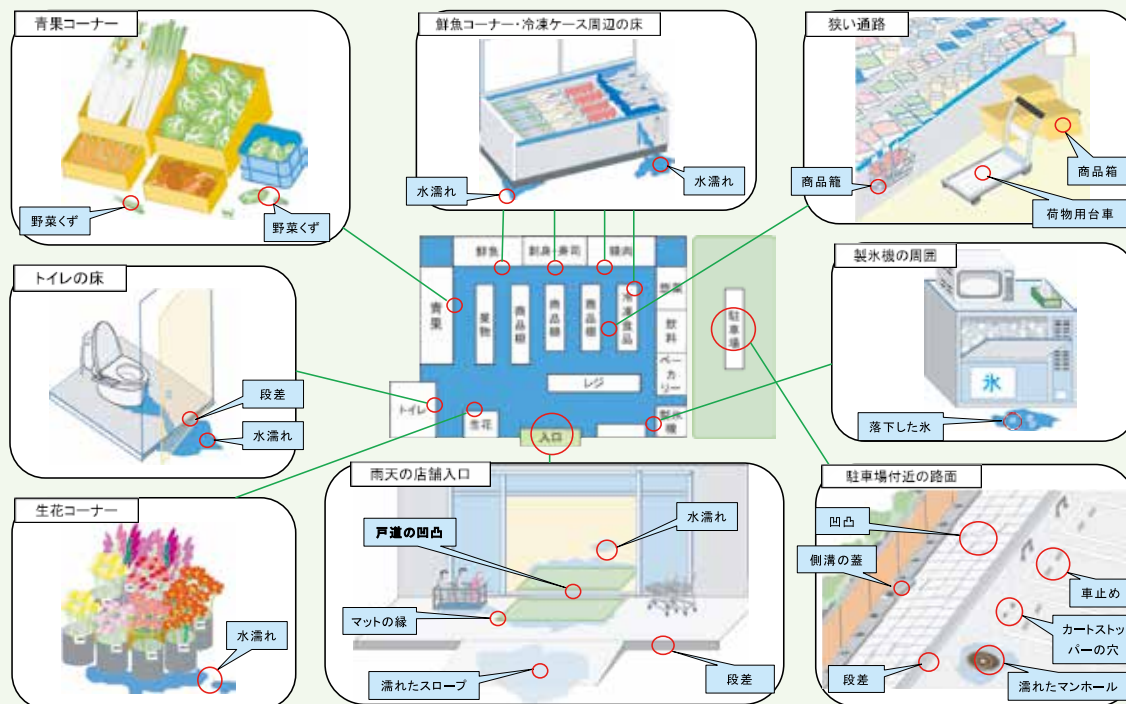 青果コーナー
野菜くず
野菜くず
鮮魚コーナー・冷凍ケース周辺の床
水濡れ
水濡れ
狭い通路
商品籠
商品箱
荷物用台車
トイレの床
段差
水濡れ
鮮魚
刺身・寿司
精肉
青果
果物
商品棚
商品棚
商品棚
冷凍食品
惣菜
飲料
ベーカリー
レジ
トイレ
生花
入口
製氷機
駐車場
製氷機の周囲
氷
落下した氷
生花コーナー
水濡れ
雨天の店舗入口
戸道の凹凸
水濡れ
マットの縁
濡れたスロープ
段差
駐車場付近の路面
凹凸
側溝の蓋
車止め
カートストッ
パーの穴
段差
濡れたマンホール